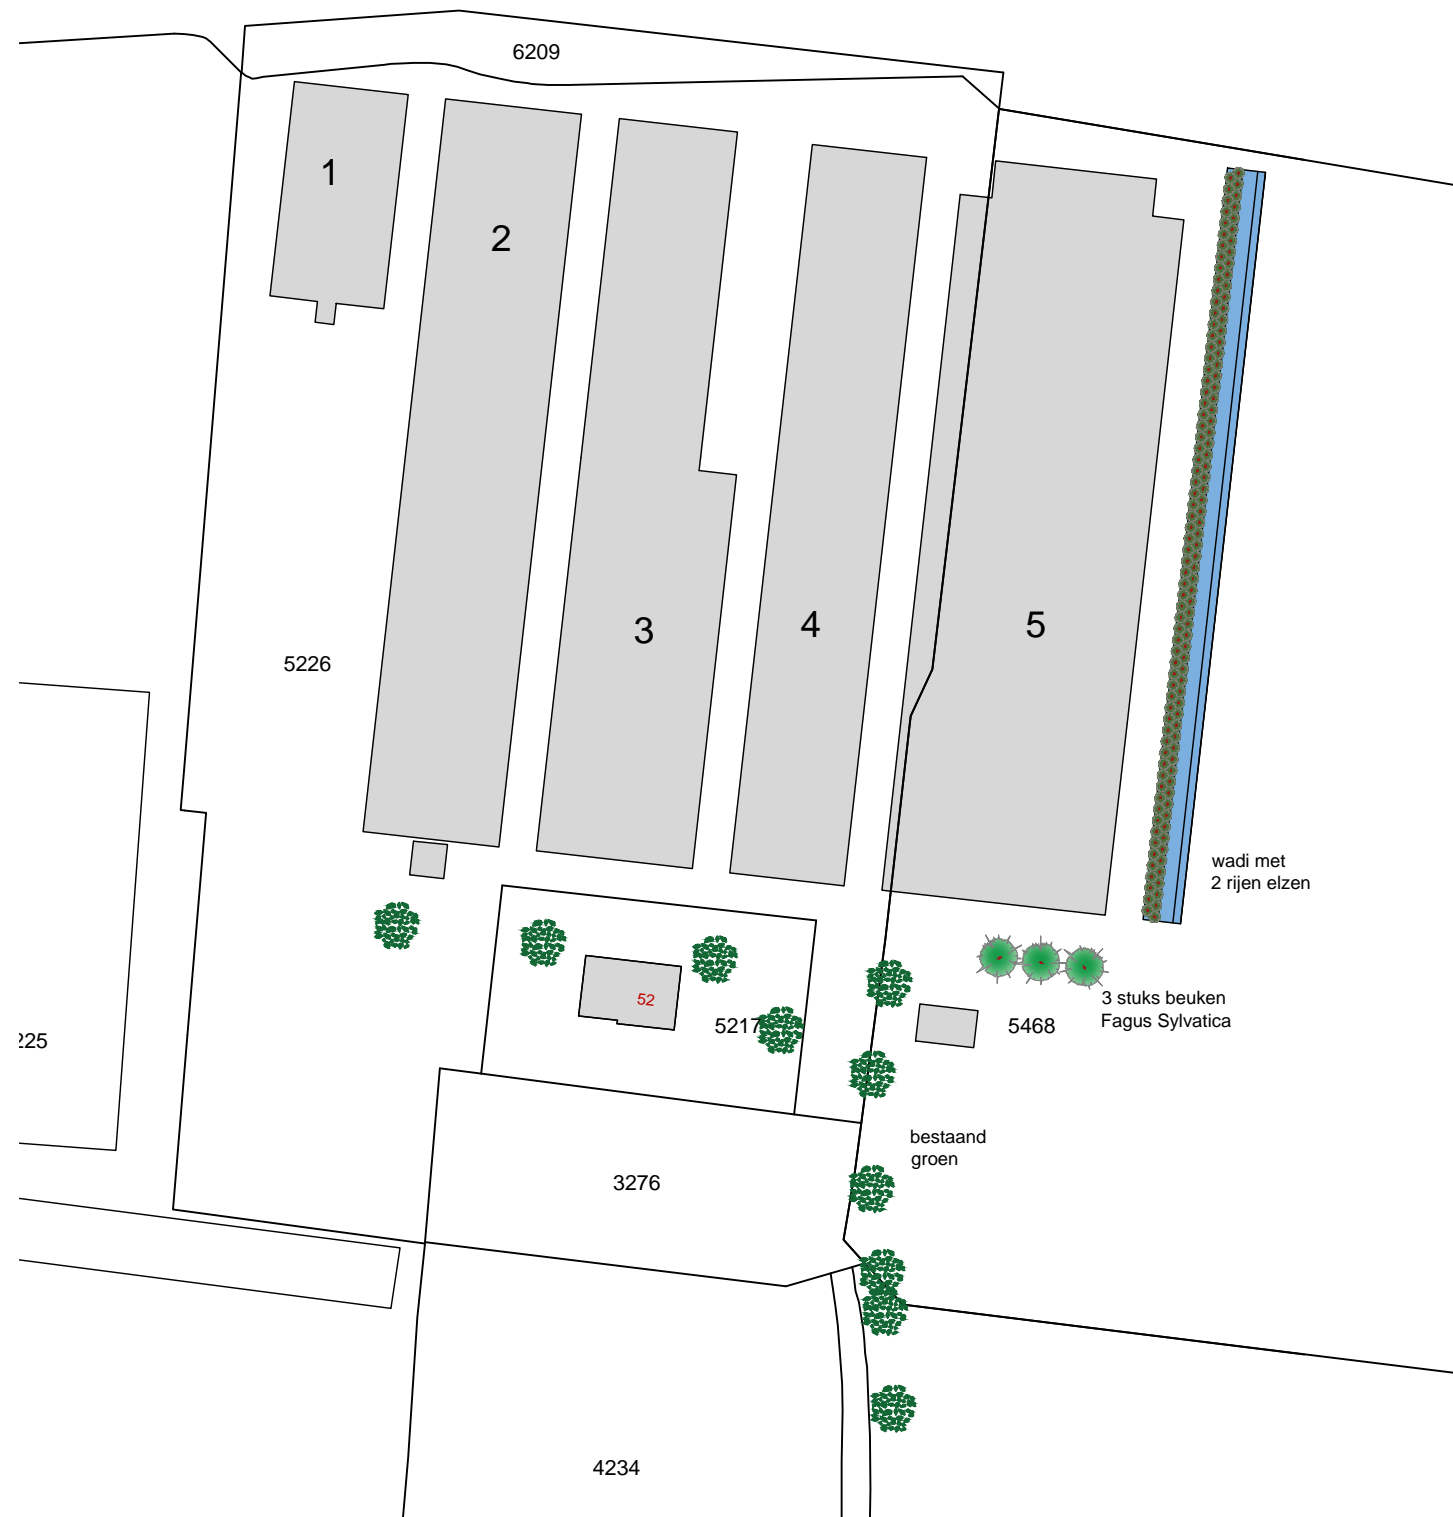 6209
1
2
3
4
5
5226
wadi met
2 rijen elzen
52
5217
5468
3 stuks beuken
Fagus Sylvatica
225
bestaand
groen
3276
4234